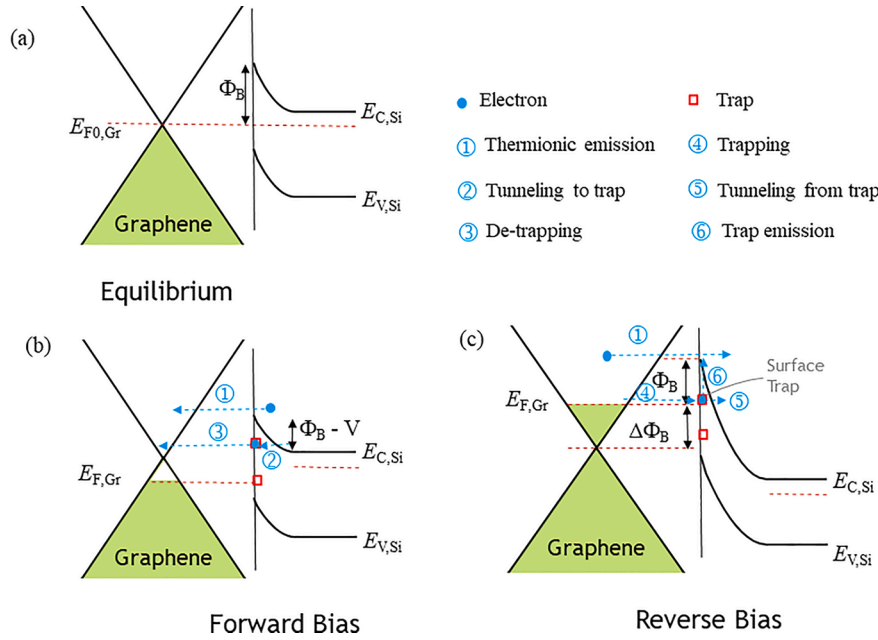 (a)
Φ_B
E_C,Si
E_F0,Gr
E_V,Si
Graphene
Equilibrium
Electron
Trap
① Thermionic emission
④ Trapping
② Tunneling to trap
⑤ Tunneling from trap
③ De-trapping
⑥ Trap emission
(b)
①
Φ_B - V
③
②
E_C,Si
E_F,Gr
E_V,Si
Graphene
Forward Bias
(c)
①
Surface
Trap
Φ_B
⑥
E_F,Gr
④
⑤
ΔΦ_B
E_C,Si
E_V,Si
Graphene
Reverse Bias